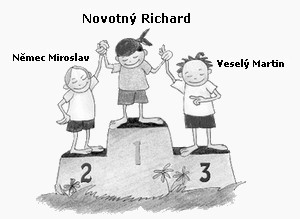 Novotný Richard
Němec Miroslav
Veselý Martin
1
2
3